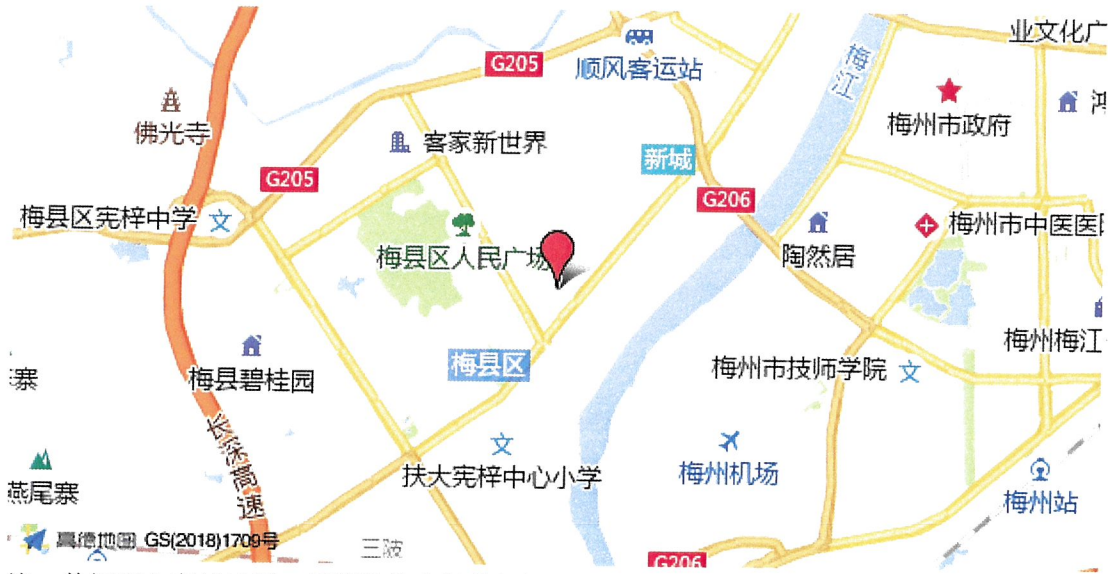 业文化广
G205
顺风客运站
梅江
佛光寺
客家新世界
梅州市政府
新城
G205
G206
梅县区宪梓中学
文
梅县区人民广场
陶然居
梅州市中医医
梅州梅江
梅县区
梅州市技师学院
文
寨
梅县碧桂园
长深高速
文
扶大宪梓中心小学
梅州机场
燕尾寨
梅州站
高德地图 GS(2018)1709号
三陂
G206